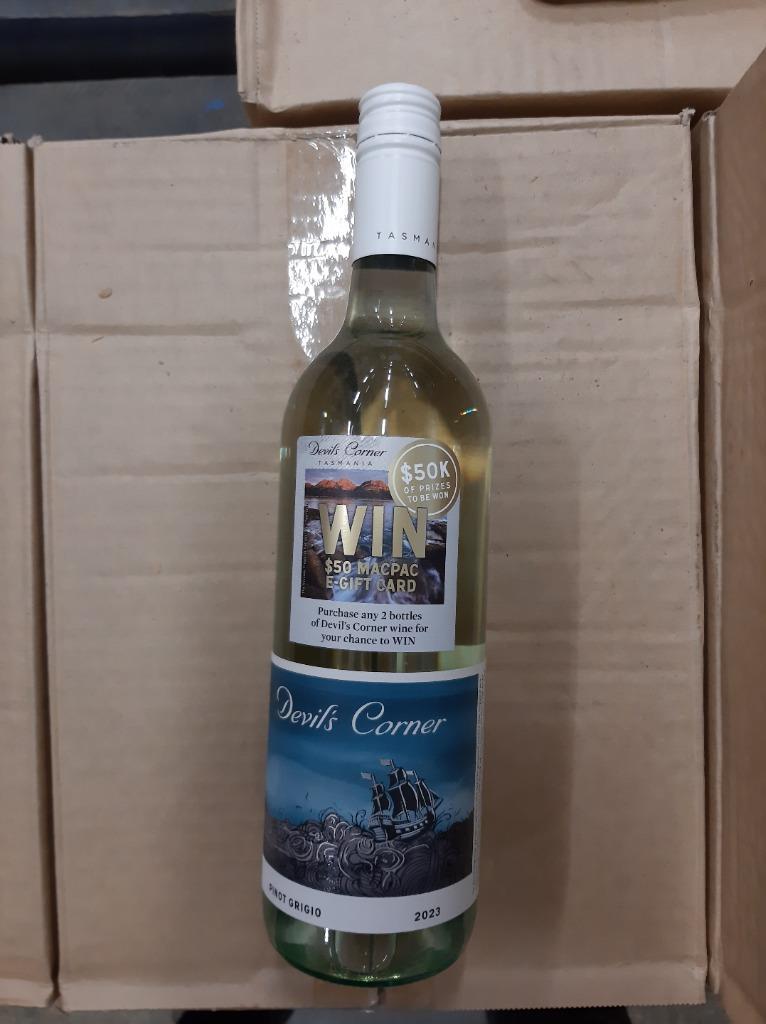 TASMA
Devil's Corner
TASMANIA
$50K
OF PRIZES
TO BE WON
WIN
$50 MACPAC
E-GIFT CARD
Purchase any 2 bottles
of Devil's Corner wine for
your chance to WIN
Devil's Corner
PINOT GRIGIO
2023